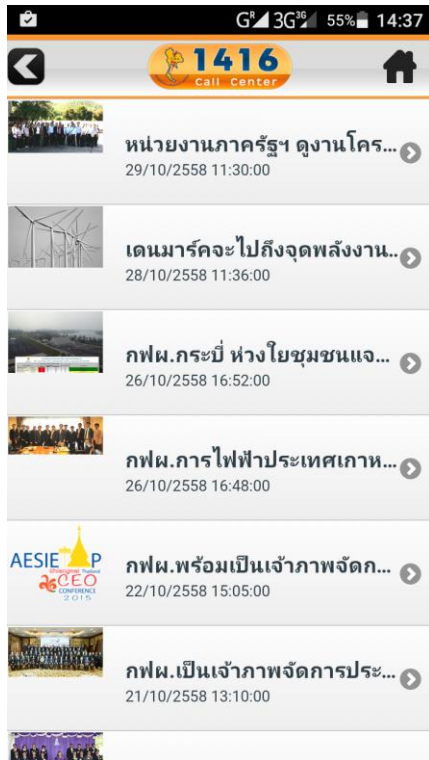 G R 3G 3G 55% 14:37
1416
Call Center
หน่วยงานภาครัฐฯ ดูงานโคร...
29/10/2558 11:30:00
เดนมาร์คจะไปถึงจุดพลังงาน..
28/10/2558 11:36:00
กฟผ.กระบี่ ห่วงใยชุมชนแจ...
26/10/2558 16:52:00
กฟผ.การไฟฟ้าประเทศเกาห...
26/10/2558 16:48:00
AESIEAP
Thailand
CEO
CONFERENCE
2015
กฟผ.พร้อมเป็นเจ้าภาพจัดก...
22/10/2558 15:05:00
กฟผ.เป็นเจ้าภาพจัดการประ...
21/10/2558 13:10:00